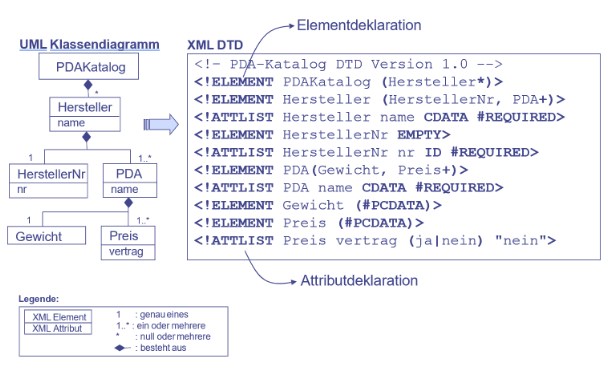 Elementdeklaration
UML Klassendiagramm
PDAKatalog
*
Hersteller
name
1
1..*
HerstellerNr
nr
PDA
name
1
1..*
Gewicht
Preis
vertrag
XML DTD
<!– PDA-Katalog DTD Version 1.0 -->
<!ELEMENT PDAKatalog (Hersteller*)>
<!ELEMENT Hersteller (HerstellerNr, PDA+)>
<!ATTLIST Hersteller name CDATA #REQUIRED>
<!ELEMENT HerstellerNr EMPTY>
<!ATTLIST HerstellerNr nr ID #REQUIRED>
<!ELEMENT PDA(Gewicht, Preis+)>
<!ATTLIST PDA name CDATA #REQUIRED>
<!ELEMENT Gewicht (#PCDATA)>
<!ELEMENT Preis (#PCDATA)>
<!ATTLIST Preis vertrag (ja|nein) "nein">
Attributdeklaration
Legende:
XML Element
XML Attribut
1 : genau eines
1..* : ein oder mehrere
* : null oder mehrere
: besteht aus